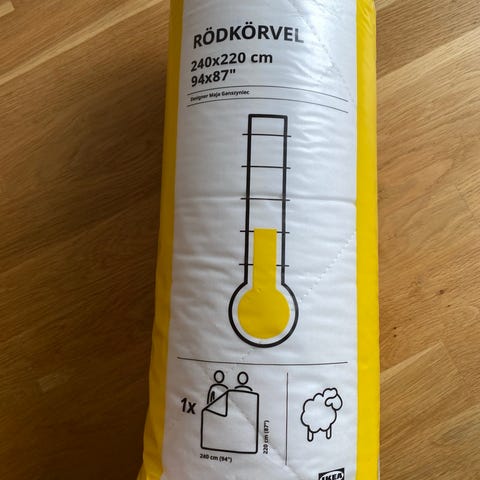 RÖDKÖRVEL
240x220 cm
94x87"
Designer Maja Ganszyniec
1x
220 cm (87")
240 cm (94")
IKEA